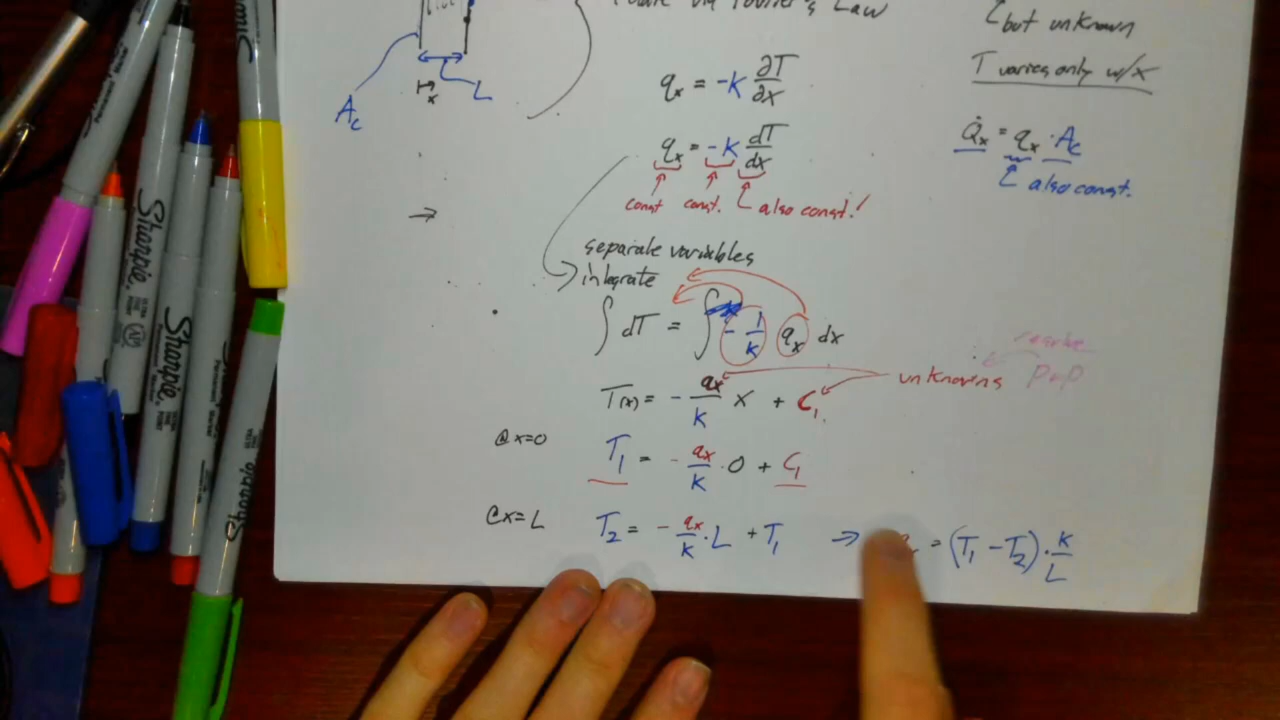 via Fourier's Law
but unknown
T varies only w/x
A_c
x
L
q_x = -K ∂T/∂x
q_x = -K dT/dx
const const. also const!
Q̇_x = q_x · A_c
also const.
→
separate variables
integrate
∫ dT = ∫ - 1/K q_x dx
T(x) = - q_x/K x + C_1
unknowns
@ x=0 T_1 = - q_x/K · 0 + C_1
@ x=L T_2 = - q_x/K · L + T_1 → = (T_1 - T_2) · K/L
Sharpie
Sharpie
Sharpie